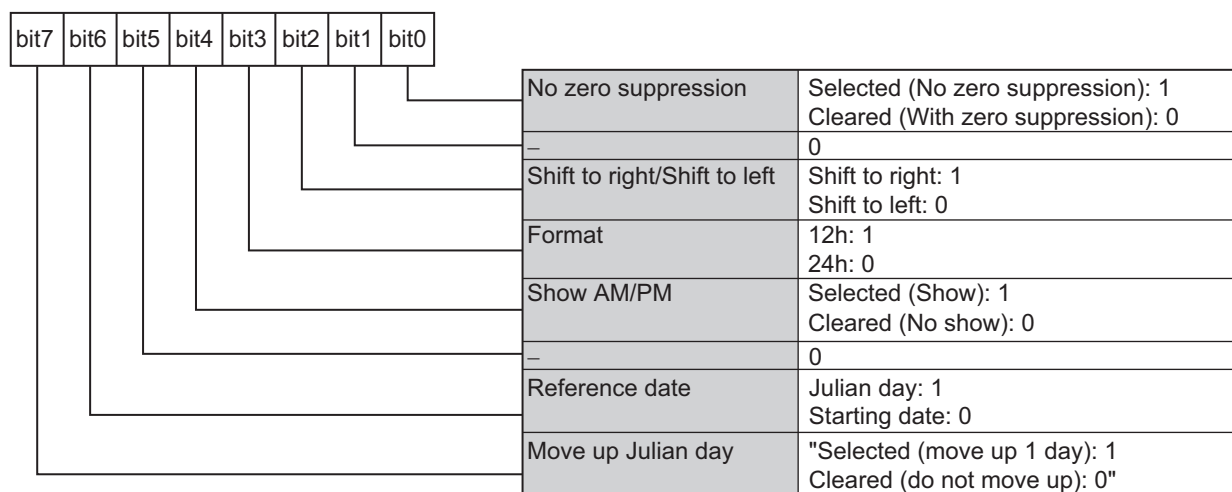 bit7 bit6 bit5 bit4 bit3 bit2 bit1 bit0
No zero suppression Selected (No zero suppression): 1
Cleared (With zero suppression): 0
– 0
Shift to right/Shift to left Shift to right: 1
Shift to left: 0
Format 12h: 1
24h: 0
Show AM/PM Selected (Show): 1
Cleared (No show): 0
– 0
Reference date Julian day: 1
Starting date: 0
Move up Julian day "Selected (move up 1 day): 1
Cleared (do not move up): 0"